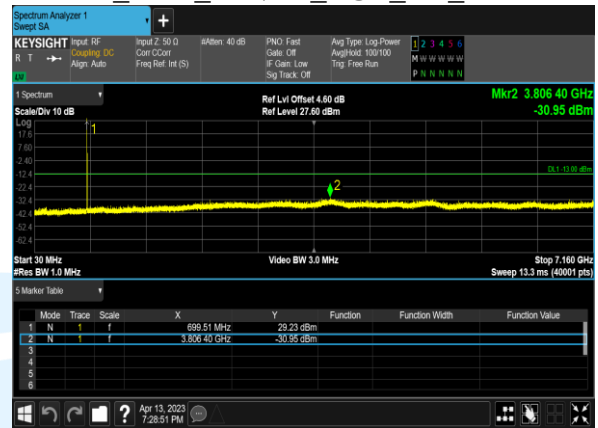 Spectrum Analyzer 1
Swept SA
+
KEYSIGHT
R T
LV
Input: RF
Coupling: DC
Align: Auto
Input Z: 50 Ω
Corr CCorr
Freq Ref: Int (S)
#Atten: 40 dB
PNO: Fast
Gate: Off
IF Gain: Low
Sig Track: Off
Avg Type: Log-Power
Avg|Hold: 100/100
Trig: Free Run
1 2 3 4 5 6
M W W W W W
P N N N N N
1 Spectrum
Scale/Div 10 dB
Ref Lvl Offset 4.60 dB
Ref Level 27.60 dBm
Mkr2 3.806 40 GHz
-30.95 dBm
Log
1
17.6
7.60
-2.40
DL1 -13.00 dBm
-12.4
2
-22.4
-32.4
-42.4
-52.4
-62.4
Start 30 MHz
#Res BW 1.0 MHz
Video BW 3.0 MHz
Stop 7.160 GHz
Sweep 13.3 ms (40001 pts)
5 Marker Table
Mode Trace Scale X Y Function Function Width Function Value
1 N 1 f 699.51 MHz 29.23 dBm
2 N 1 f 3.806 40 GHz -30.95 dBm
3
4
5
6
?
Apr 13, 2023
7:28:51 PM